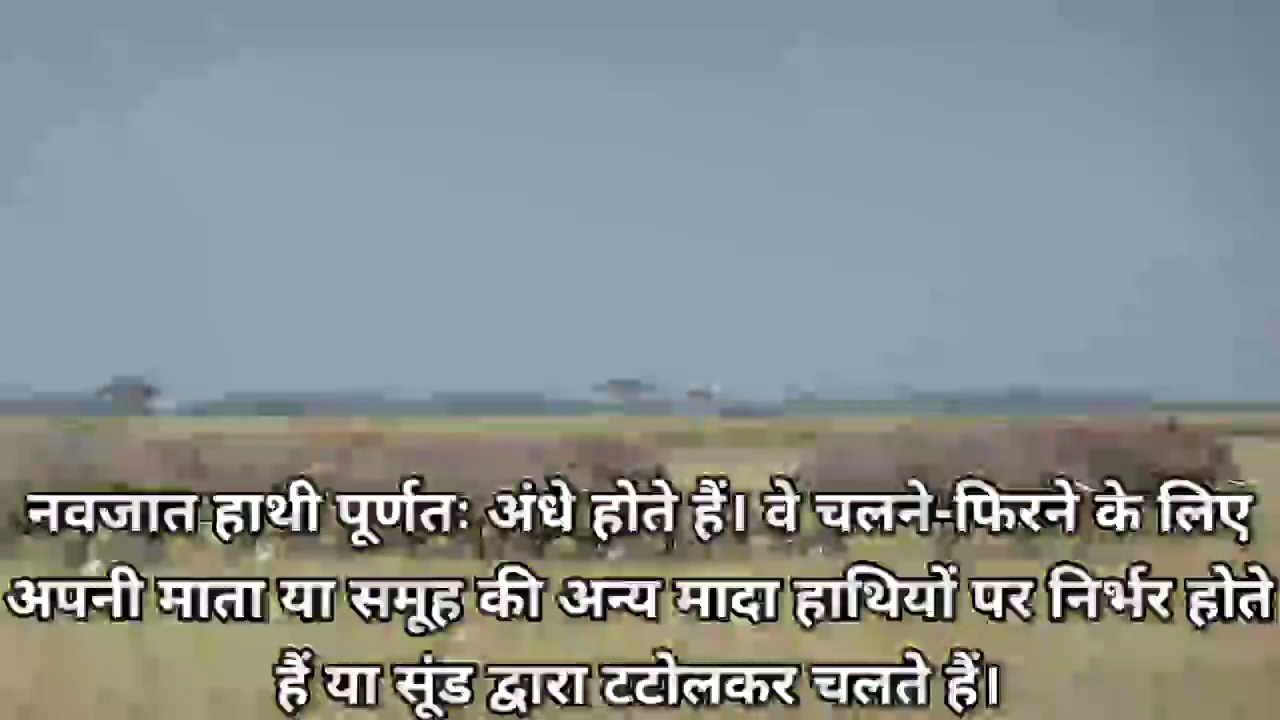 नवजात हाथी पूर्णतः अंधे होते हैं। वे चलने-फिरने के लिए
अपनी माता या समूह की अन्य मादा हाथियों पर निर्भर होते
हैं या सूंड द्वारा टटोलकर चलते हैं।